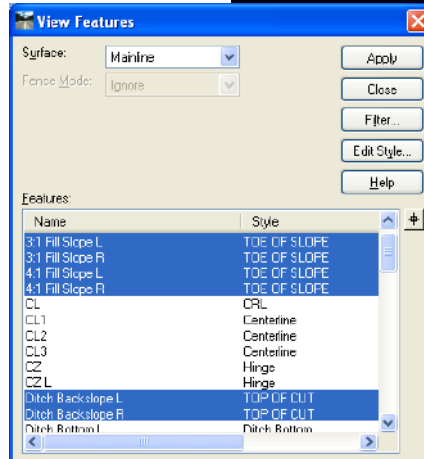 View Features
Surface: Mainline
Apply
Fense Mode: Ignore
Close
Filter...
Edit Style...
Help
Features:
Name Style
3:1 Fill Slope L TOE OF SLOPE
3:1 Fill Slope R TOE OF SLOPE
4:1 Fill Slope L TOE OF SLOPE
4:1 Fill Slope R TOE OF SLOPE
CL CRL
CL1 Centerline
CL2 Centerline
CL3 Centerline
CZ Hinge
CZ L Hinge
Ditch Backslope L TOP OF CUT
Ditch Backslope R TOP OF CUT
Ditch Bottom L Ditch Bottom